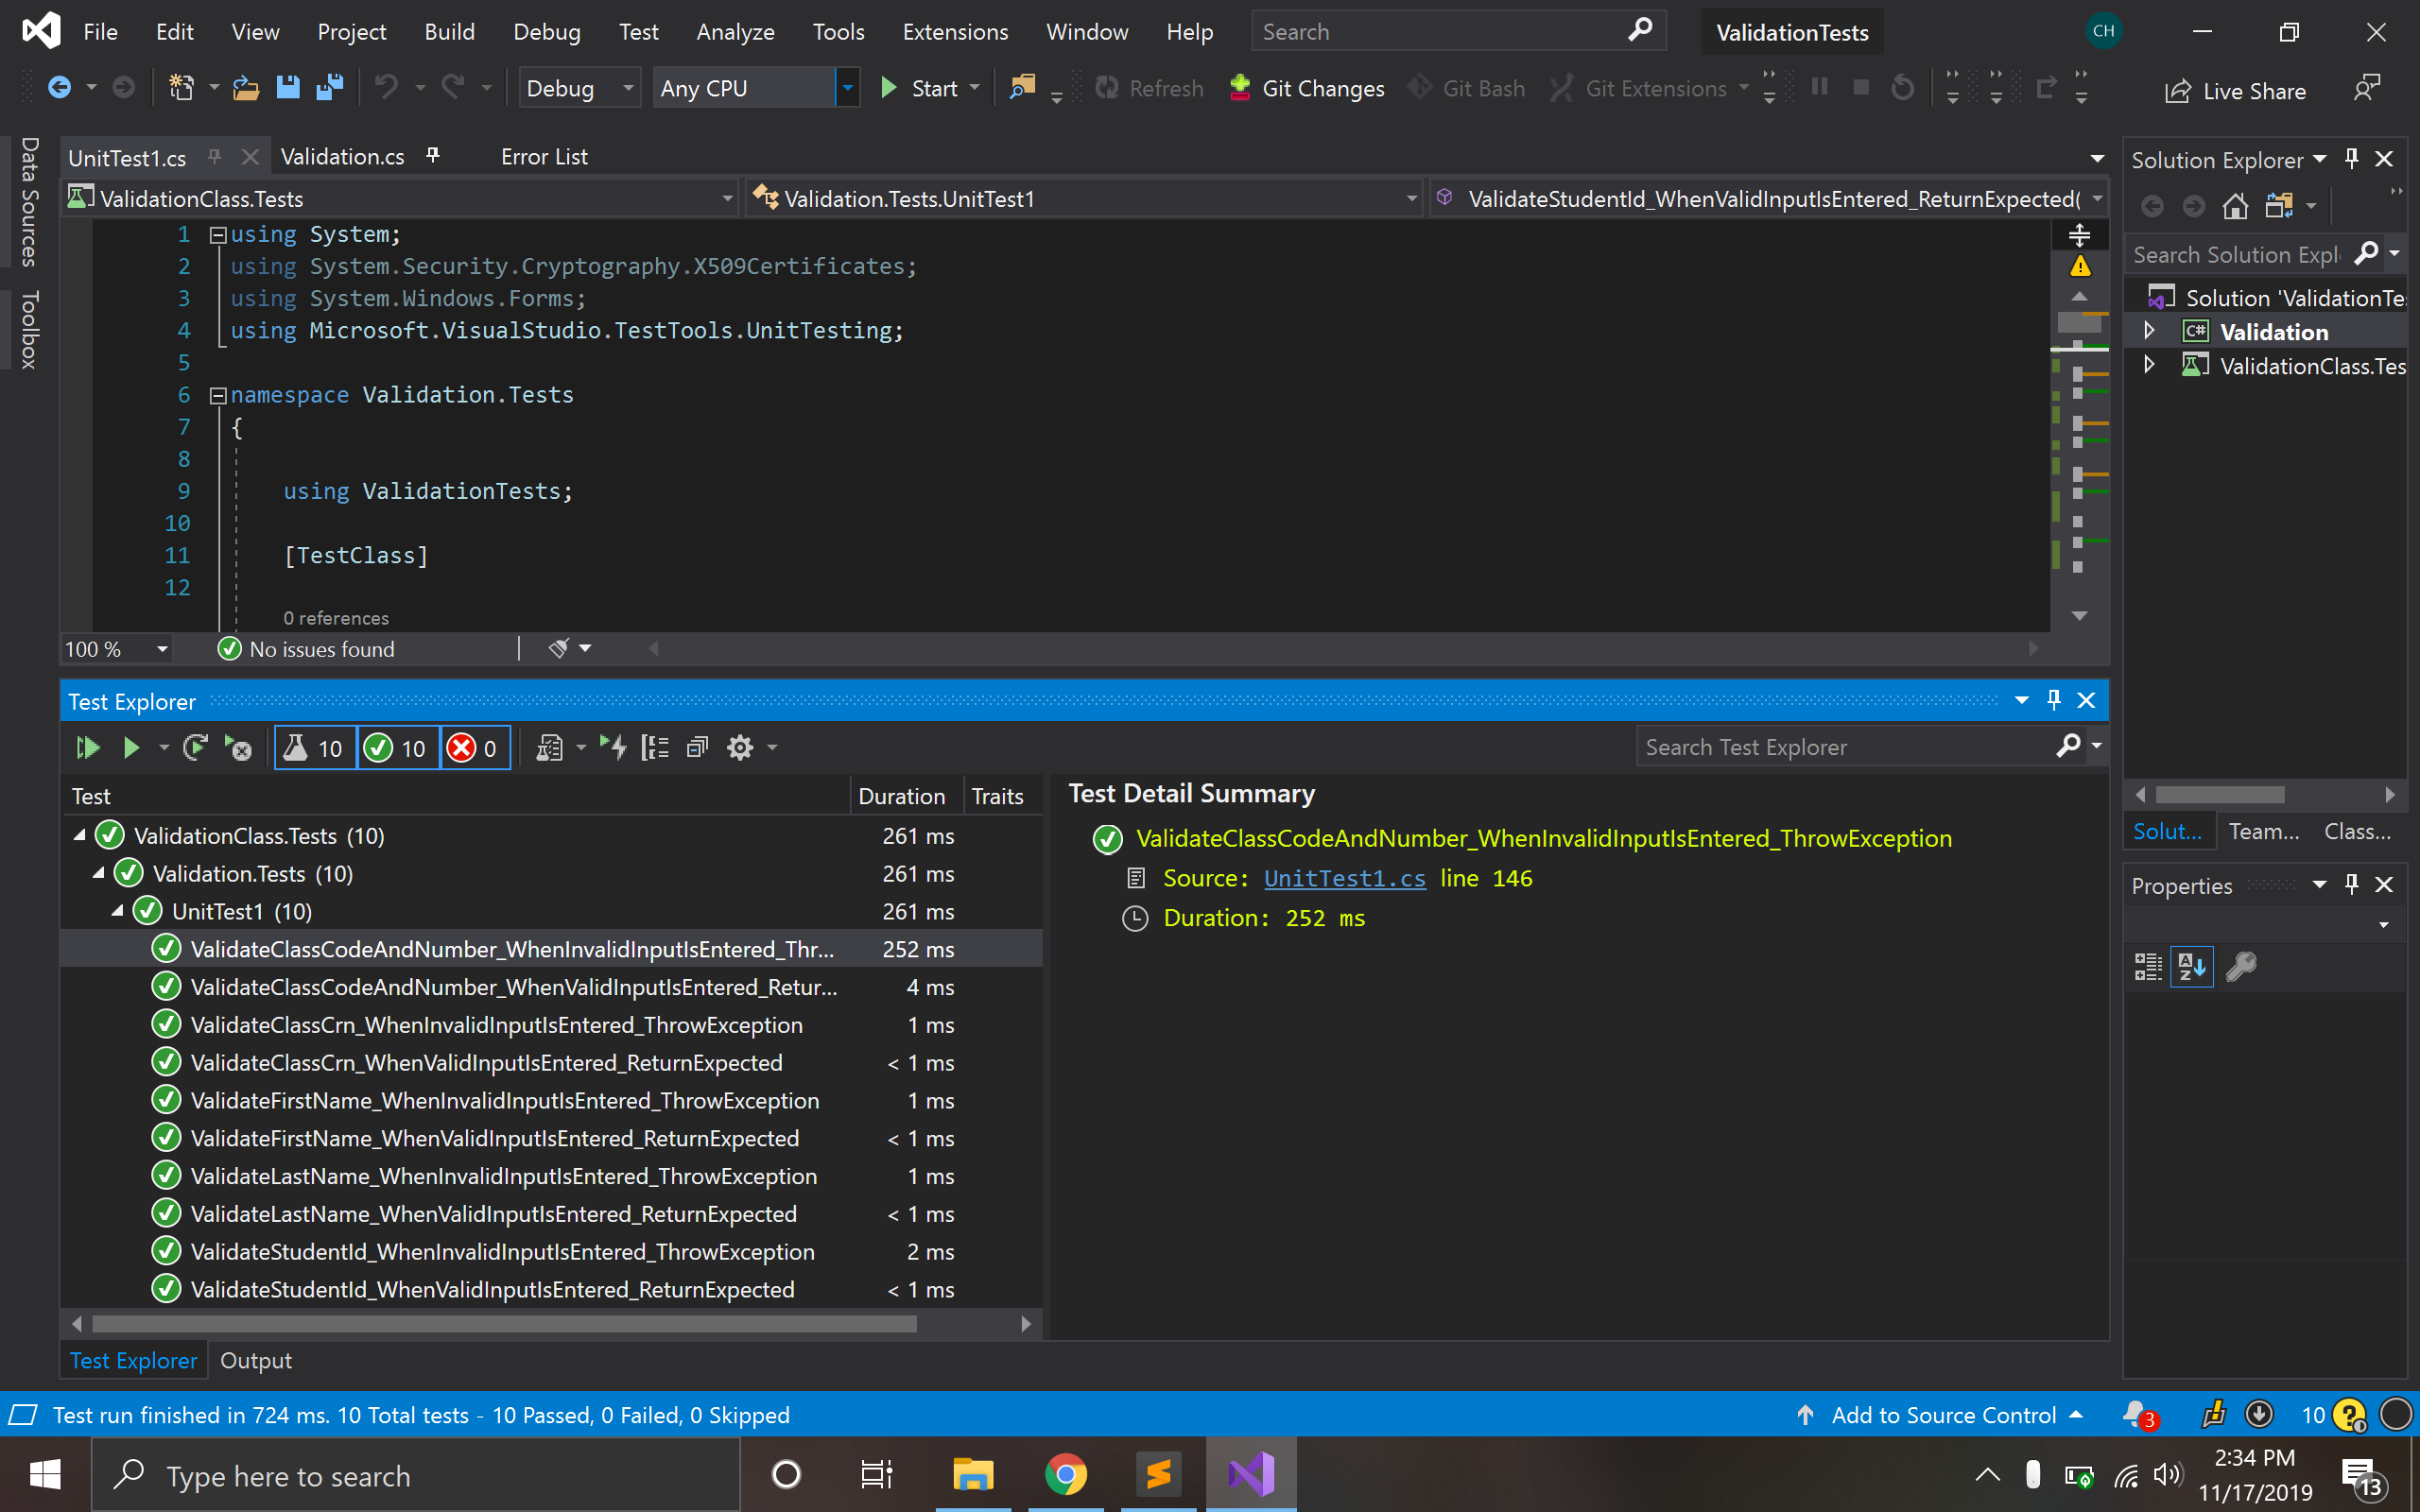 File Edit View Project Build Debug Test Analyze Tools Extensions Window Help Search ValidationTests CH
Debug Any CPU Start Refresh Git Changes Git Bash Git Extensions Live Share
Data Sources
Toolbox
UnitTest1.cs Validation.cs Error List
ValidationClass.Tests Validation.Tests.UnitTest1 ValidateStudentId_WhenValidInputIsEntered_ReturnExpected(
1 using System;
2 using System.Security.Cryptography.X509Certificates;
3 using System.Windows.Forms;
4 using Microsoft.VisualStudio.TestTools.UnitTesting;
5
6 namespace Validation.Tests
7 {
8
9 using ValidationTests;
10
11 [TestClass]
12
0 references
100 % No issues found
Solution Explorer
Search Solution Expl
Solution 'ValidationTe
C# Validation
ValidationClass.Tes
Solut... Team... Class...
Properties
Test Explorer
10 10 0 Search Test Explorer
Test Duration Traits
ValidationClass.Tests (10) 261 ms
Validation.Tests (10) 261 ms
UnitTest1 (10) 261 ms
ValidateClassCodeAndNumber_WhenInvalidInputIsEntered_Thr... 252 ms
ValidateClassCodeAndNumber_WhenValidInputIsEntered_Retur... 4 ms
ValidateClassCrn_WhenInvalidInputIsEntered_ThrowException 1 ms
ValidateClassCrn_WhenValidInputIsEntered_ReturnExpected < 1 ms
ValidateFirstName_WhenInvalidInputIsEntered_ThrowException 1 ms
ValidateFirstName_WhenValidInputIsEntered_ReturnExpected < 1 ms
ValidateLastName_WhenInvalidInputIsEntered_ThrowException 1 ms
ValidateLastName_WhenValidInputIsEntered_ReturnExpected < 1 ms
ValidateStudentId_WhenInvalidInputIsEntered_ThrowException 2 ms
ValidateStudentId_WhenValidInputIsEntered_ReturnExpected < 1 ms
Test Detail Summary
ValidateClassCodeAndNumber_WhenInvalidInputIsEntered_ThrowException
Source: UnitTest1.cs line 146
Duration: 252 ms
Test Explorer Output
Test run finished in 724 ms. 10 Total tests - 10 Passed, 0 Failed, 0 Skipped Add to Source Control 3 10
Type here to search
2:34 PM
11/17/2019
13